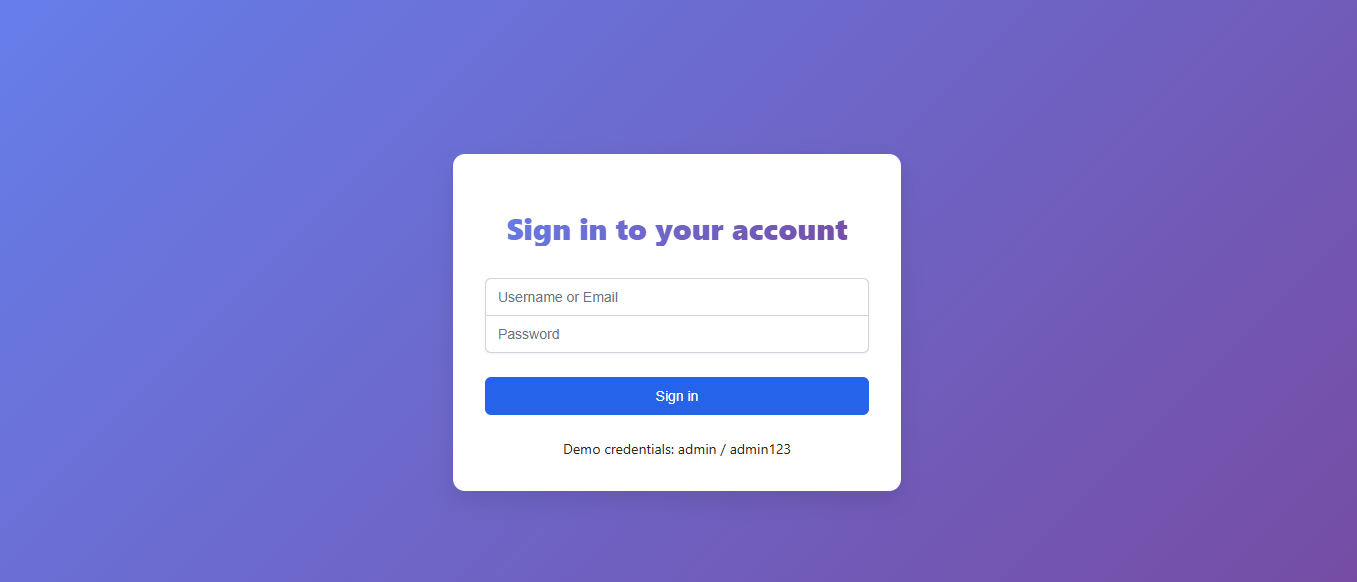 Sign in to your account
Username or Email
Password
Sign in
Demo credentials: admin / admin123